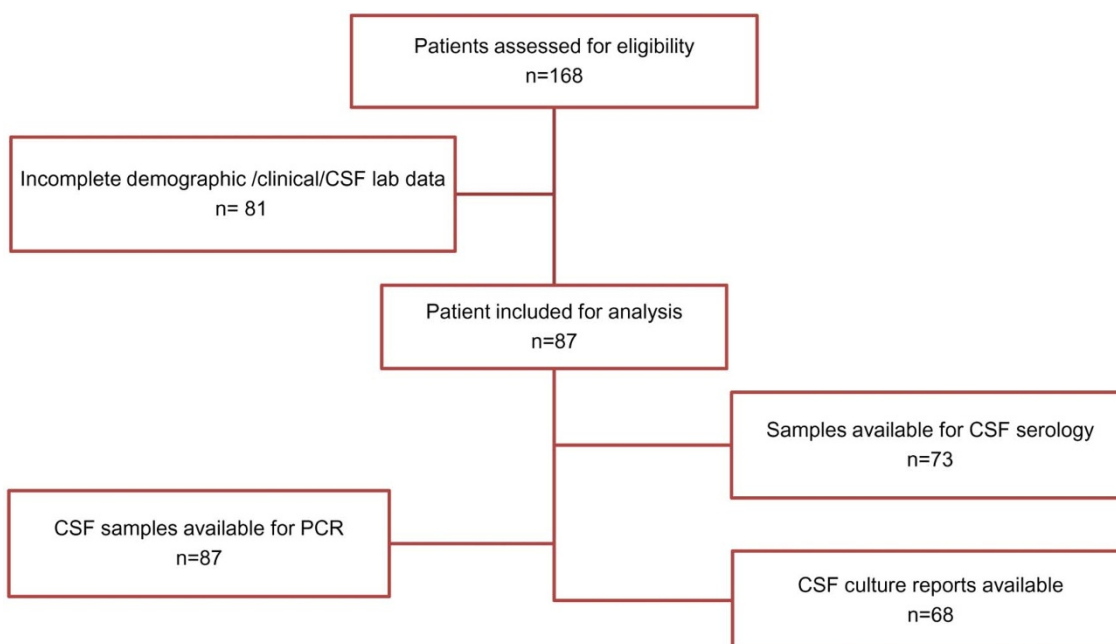 Patients assessed for eligibility
n=168
Incomplete demographic /clinical/CSF lab data
n= 81
Patient included for analysis
n=87
Samples available for CSF serology
n=73
CSF samples available for PCR
n=87
CSF culture reports available
n=68